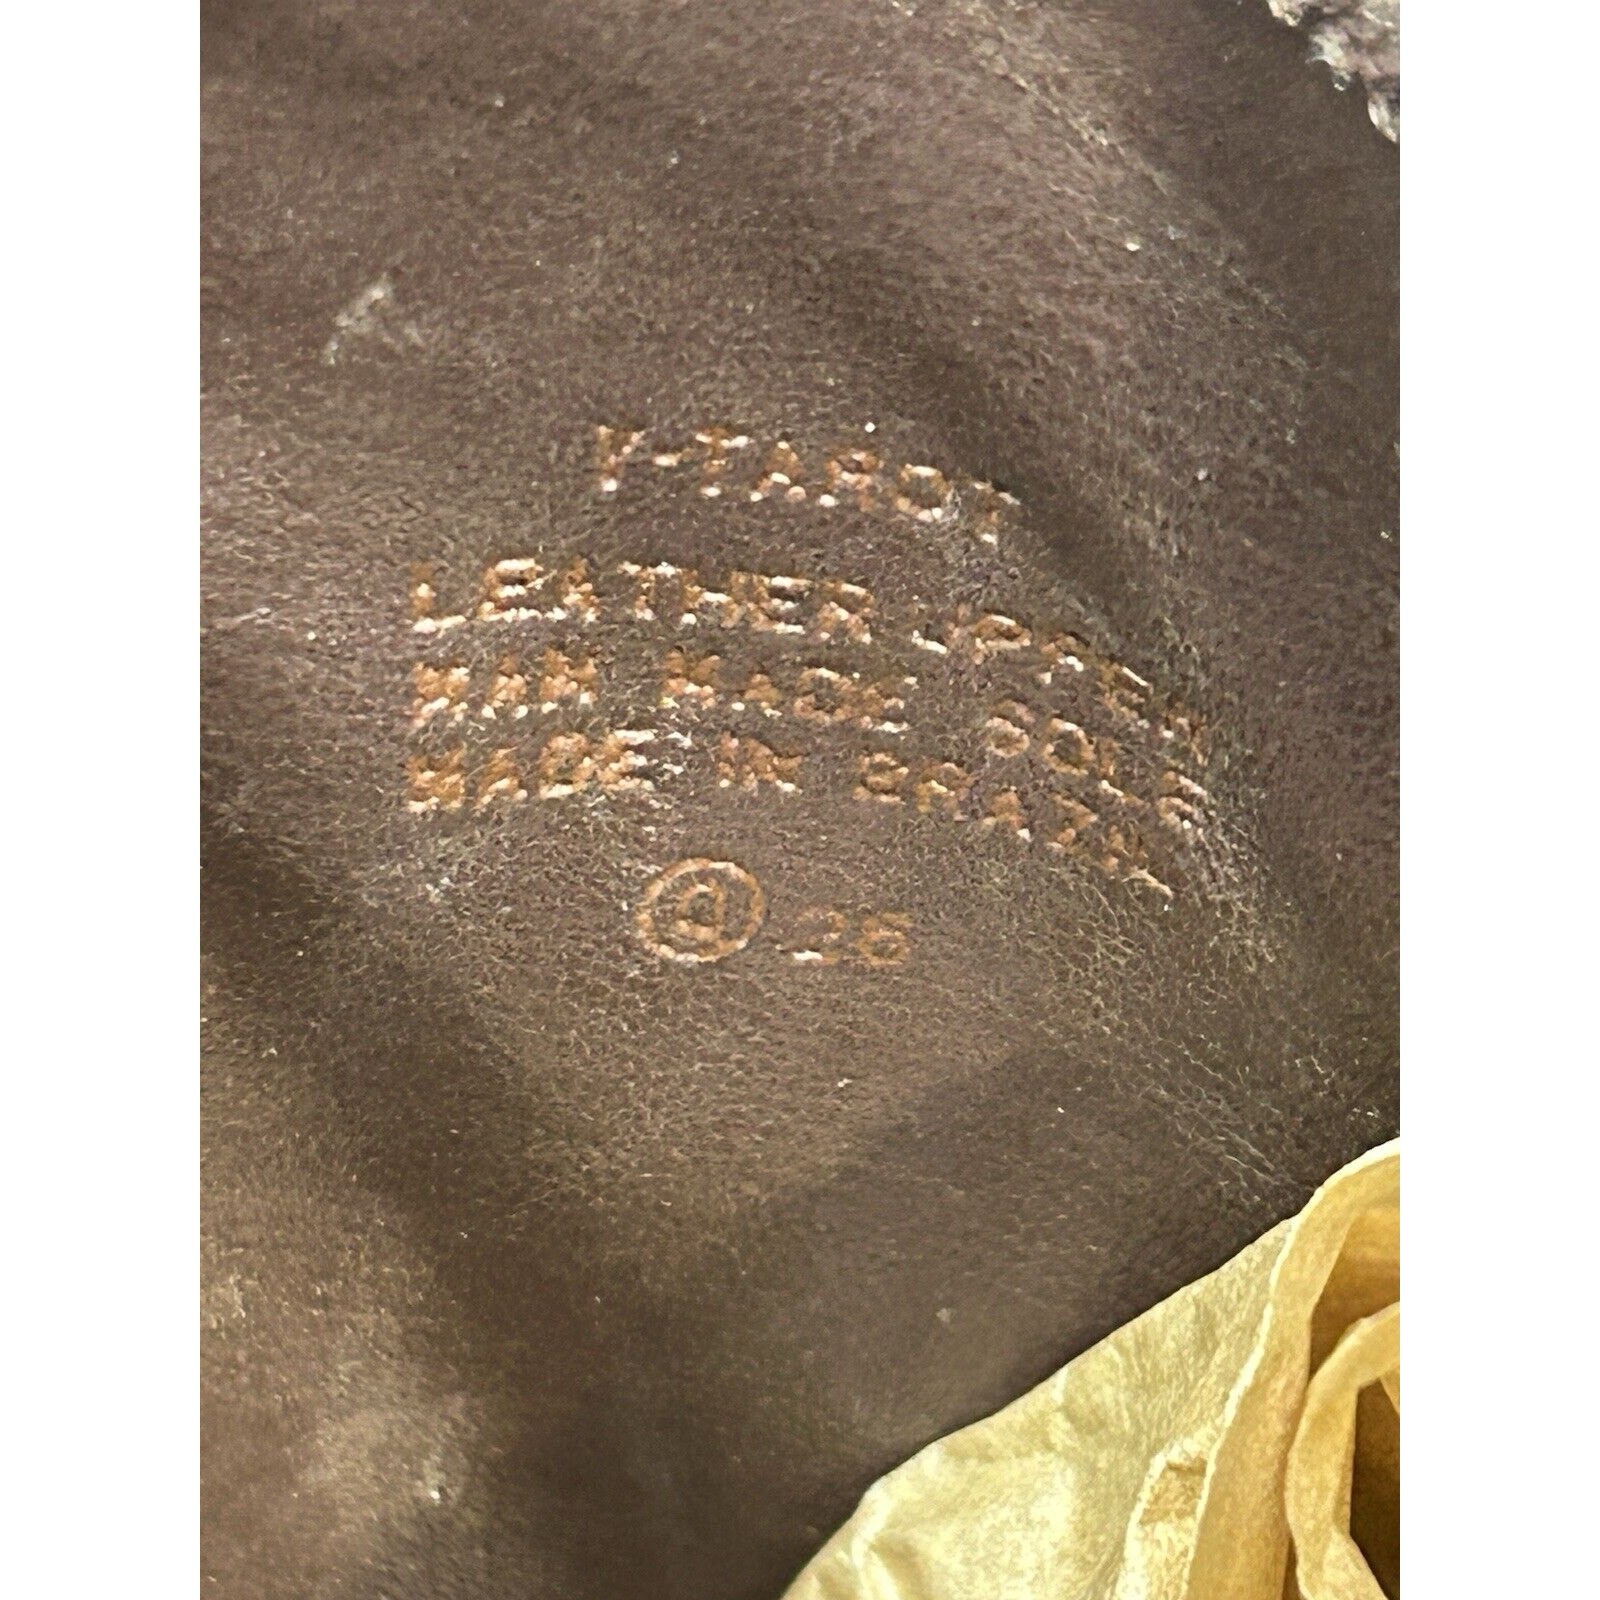 Y-TAROT
LEATHER UPPER
MAN MADE SOLE
MADE IN BRAZIL
@ 26